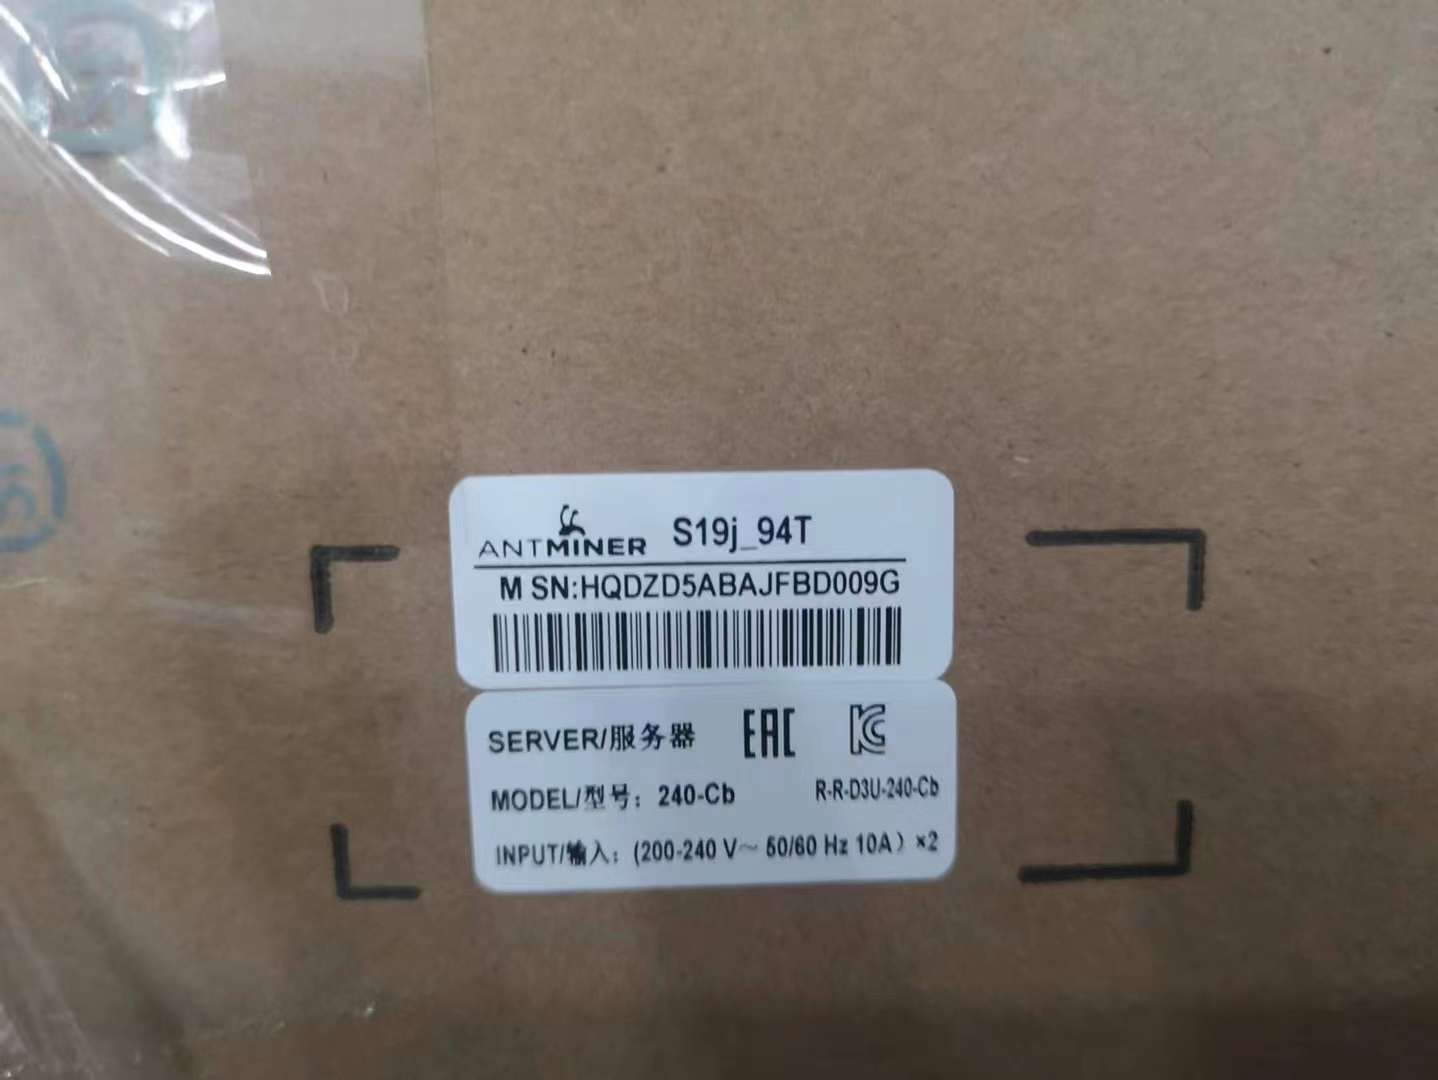 ANTMINER S19j_94T
M SN:HQDZD5ABAJFBD009G
SERVER/服务器 EAC
MODEL/型号: 240-Cb R-R-D3U-240-Cb
INPUT/输入: (200-240 V~ 50/60 Hz 10A) ×2